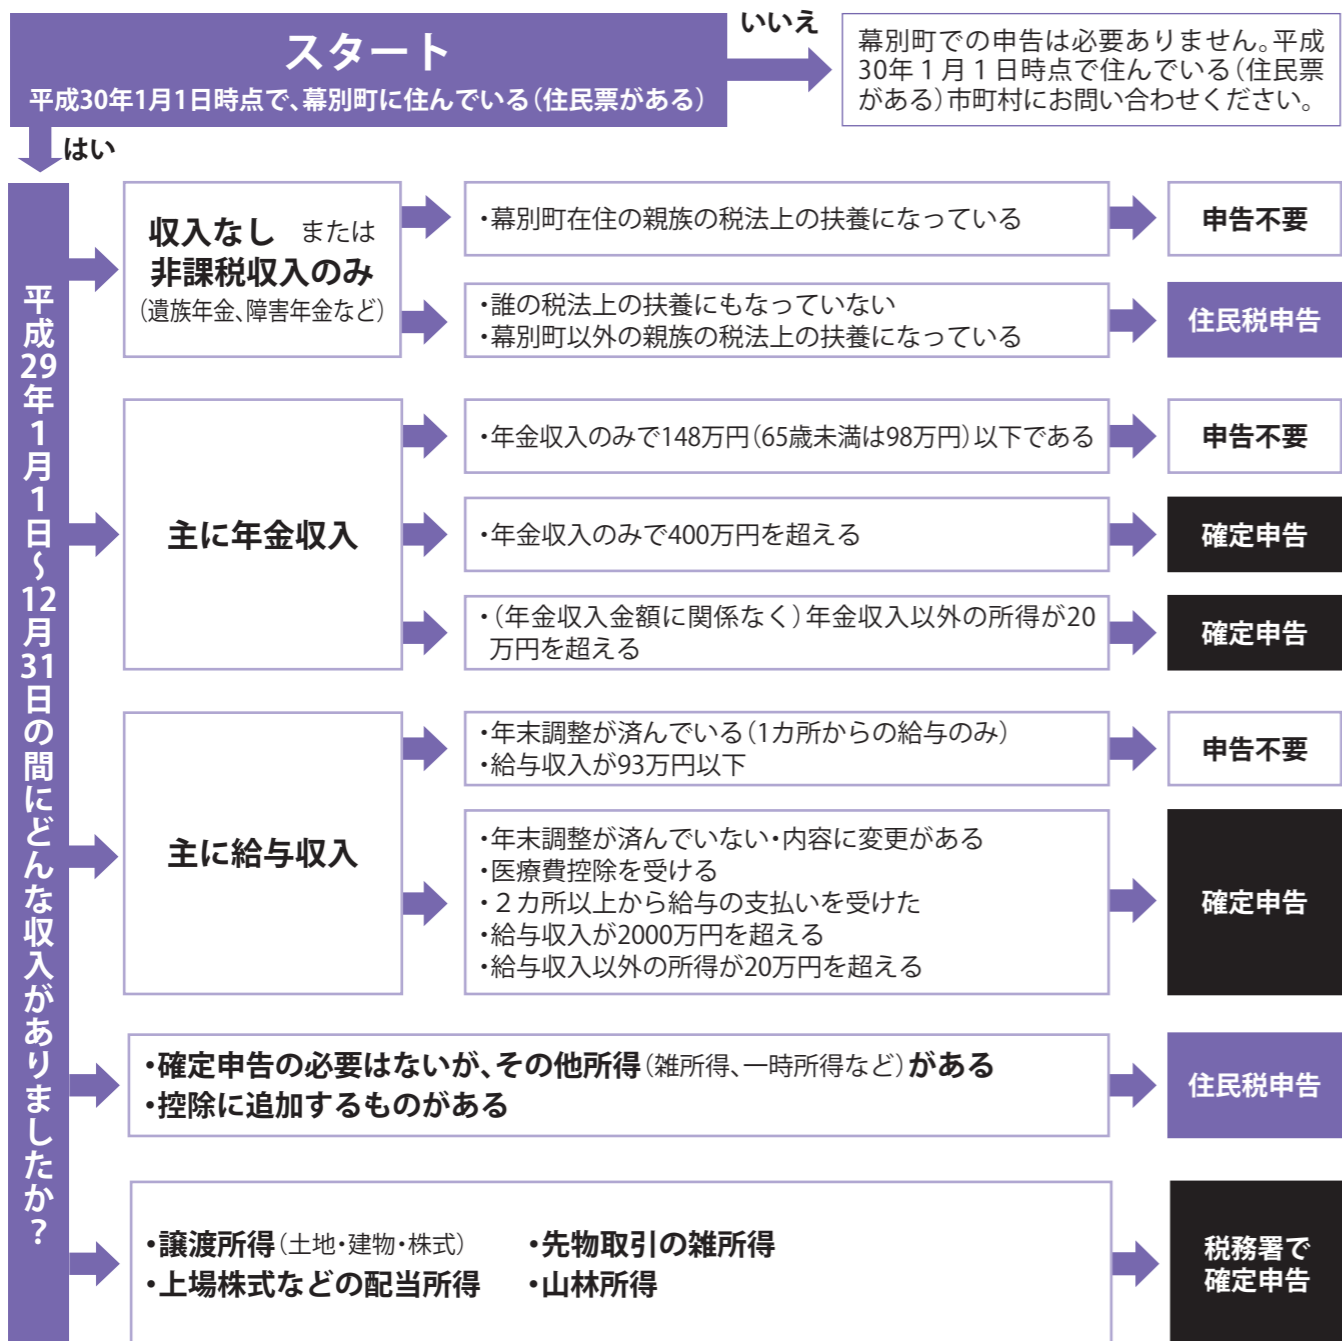 スタート
平成30年1月1日時点で、幕別町に住んでいる(住民票がある)
いいえ
幕別町での申告は必要ありません。平成
30年1月1日時点で住んでいる(住民票
がある)市町村にお問い合わせください。
はい
平成29年1月1日〜12月31日の間にどんな収入がありましたか?
収入なし または
非課税収入のみ
(遺族年金、障害年金など)
・幕別町在住の親族の税法上の扶養になっている
申告不要
・誰の税法上の扶養にもなっていない
・幕別町以外の親族の税法上の扶養になっている
住民税申告
主に年金収入
・年金収入のみで148万円(65歳未満は98万円)以下である
申告不要
・年金収入のみで400万円を超える
確定申告
・(年金収入金額に関係なく)年金収入以外の所得が20
万円を超える
確定申告
主に給与収入
・年末調整が済んでいる(1カ所からの給与のみ)
・給与収入が93万円以下
申告不要
・年末調整が済んでいない・内容に変更がある
・医療費控除を受ける
・2カ所以上から給与の支払いを受けた
・給与収入が2000万円を超える
・給与収入以外の所得が20万円を超える
確定申告
・確定申告の必要はないが、その他所得(雑所得、一時所得など)がある
・控除に追加するものがある
住民税申告
・譲渡所得(土地・建物・株式)
・上場株式などの配当所得
・先物取引の雑所得
・山林所得
税務署で
確定申告